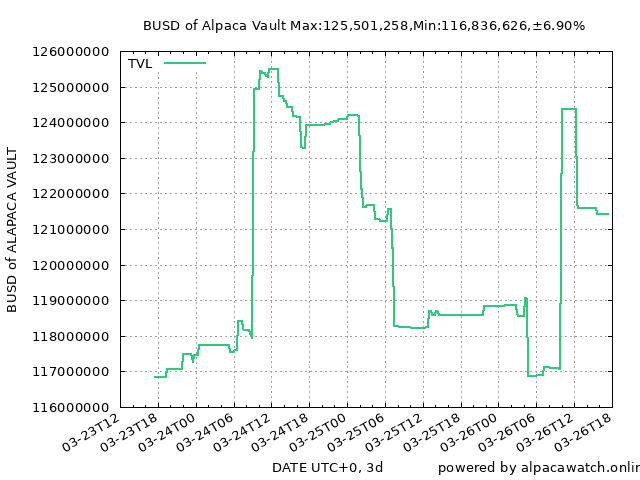 BUSD of Alpaca Vault Max:125,501,258,Min:116,836,626,±6.90%
TVL
BUSD of ALAPACA VAULT
126000000
125000000
124000000
123000000
122000000
121000000
120000000
119000000
118000000
117000000
116000000
03-23T12
03-23T18
03-24T00
03-24T06
03-24T12
03-24T18
03-25T00
03-25T06
03-25T12
03-25T18
03-26T00
03-26T06
03-26T12
03-26T18
DATE UTC+0, 3d
powered by alpacawatch.onlin